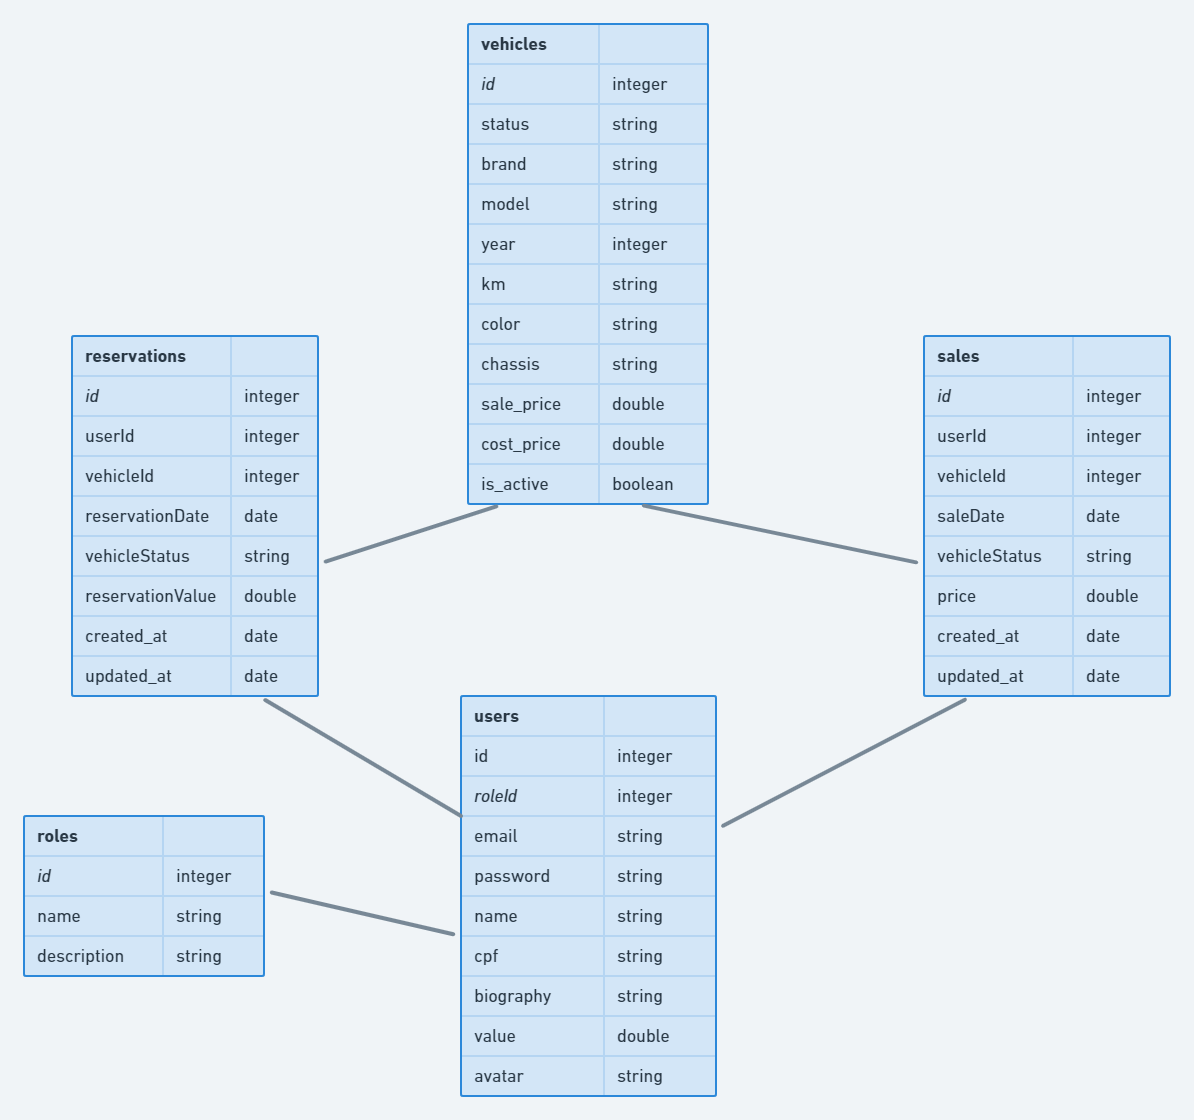 vehicles
id integer
status string
brand string
model string
year integer
km string
color string
chassis string
sale_price double
cost_price double
is_active boolean
reservations
id integer
userId integer
vehicleId integer
reservationDate date
vehicleStatus string
reservationValue double
created_at date
updated_at date
sales
id integer
userId integer
vehicleId integer
saleDate date
vehicleStatus string
price double
created_at date
updated_at date
users
id integer
roleId integer
email string
password string
name string
cpf string
biography string
value double
avatar string
roles
id integer
name string
description string